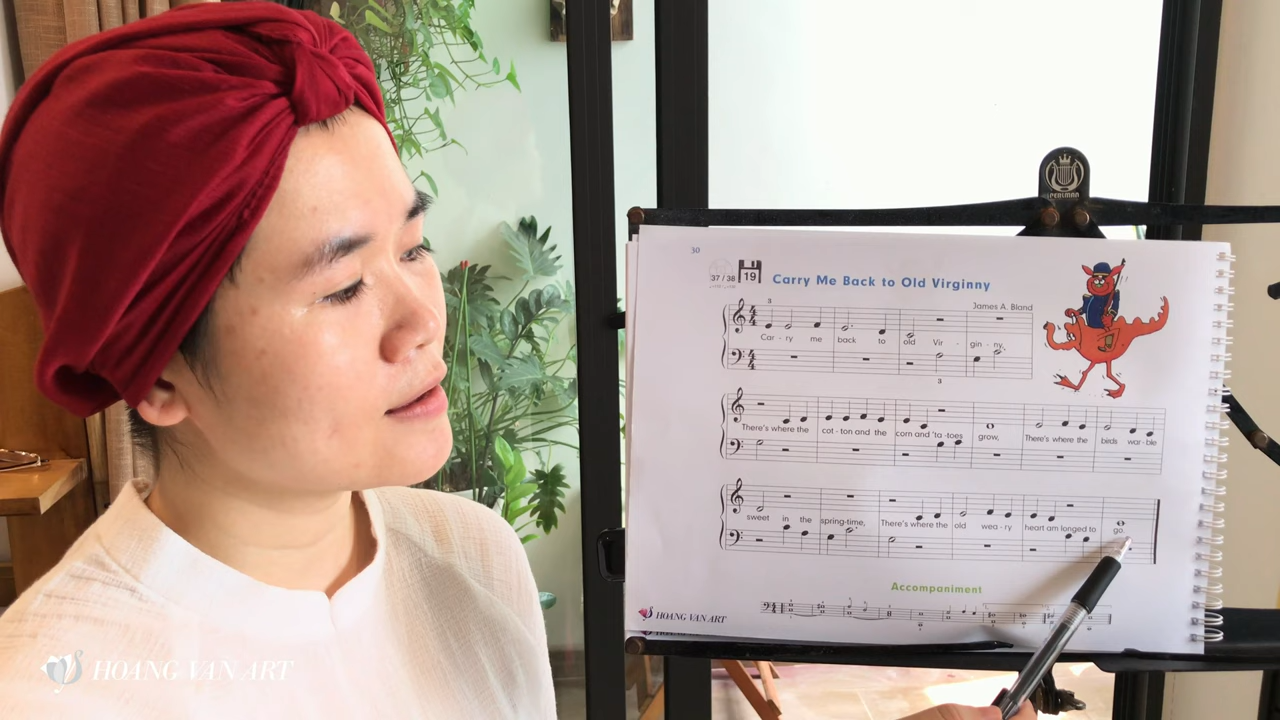 PERLMAN
30
37 / 38
19
Carry Me Back to Old Virginny
James A. Bland
3
Car - ry me back to old Vir - gin - ny,
3
There's where the cot - ton and the corn and 'ta - toes grow, There's where the birds war - ble
sweet in the spring-time, There's where the old wea - ry heart am longed to go.
Accompaniment
HOANG VAN ART
HOANG VAN ART